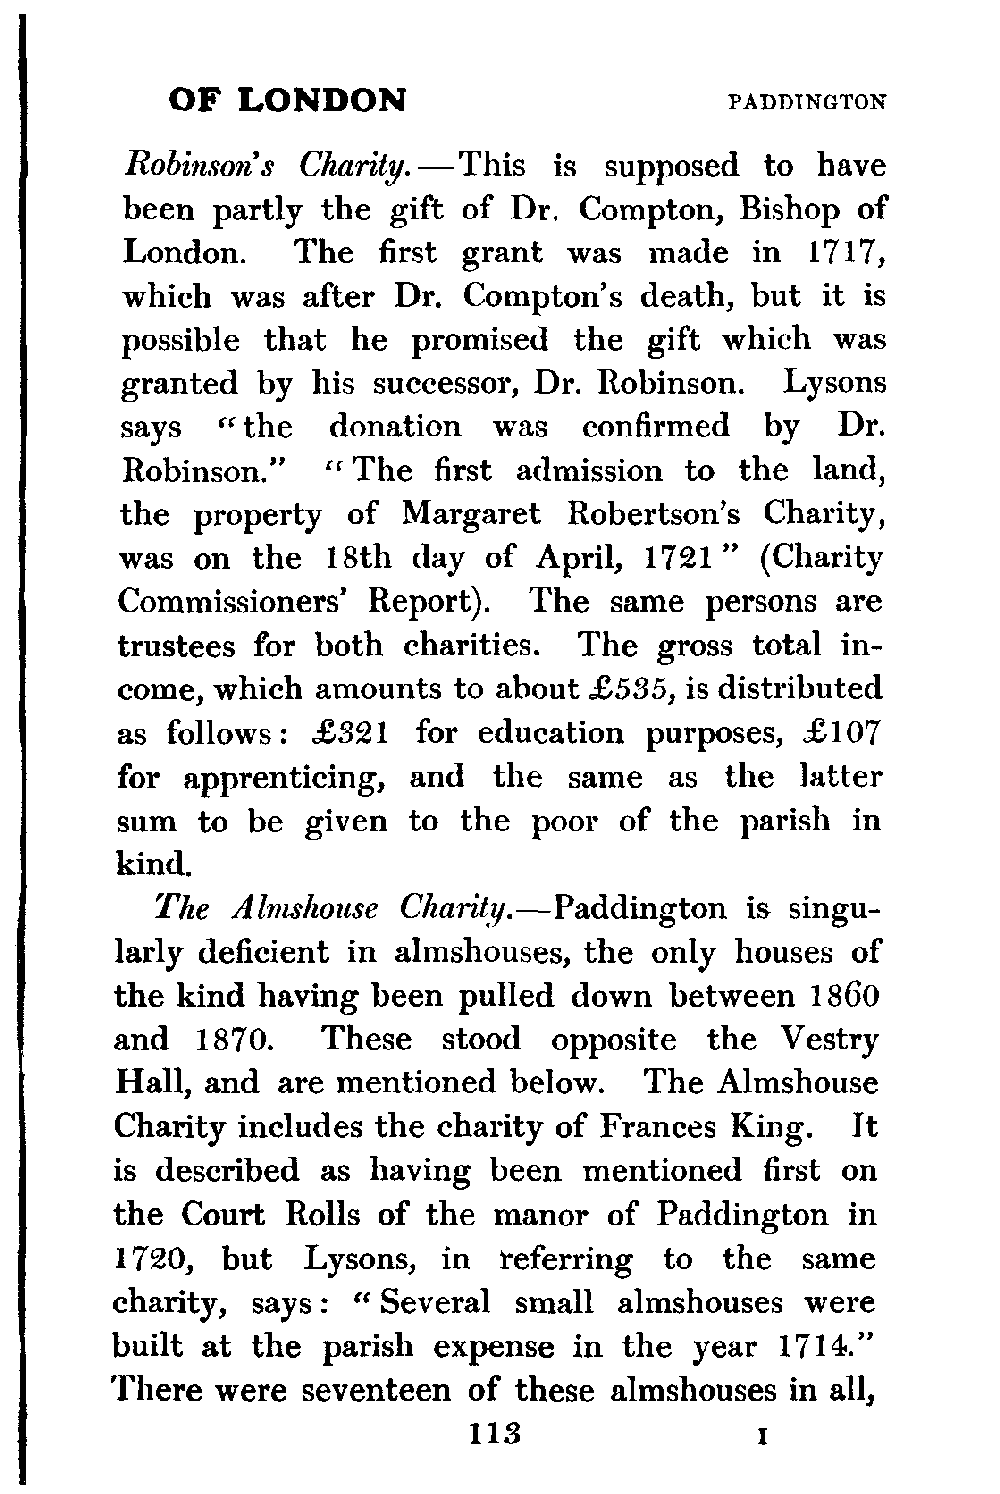 OF LONDON PADDINGTON
Robinson's Charity.—This is supposed to have
been partly the gift of Dr. Compton, Bishop of
London. The first grant was made in 1717,
which was after Dr. Compton's death, but it is
possible that he promised the gift which was
granted by his successor, Dr. Robinson. Lysons
says "the donation was confirmed by Dr.
Robinson." "The first admission to the land,
the property of Margaret Robertson's Charity,
was on the 18th day of April, 1721" (Charity
Commissioners' Report). The same persons are
trustees for both charities. The gross total in-
come, which amounts to about £535, is distributed
as follows: £321 for education purposes, £107
for apprenticing, and the same as the latter
sum to be given to the poor of the parish in
kind.
The Almshouse Charity.—Paddington is singu-
larly deficient in almshouses, the only houses of
the kind having been pulled down between 1860
and 1870. These stood opposite the Vestry
Hall, and are mentioned below. The Almshouse
Charity includes the charity of Frances King. It
is described as having been mentioned first on
the Court Rolls of the manor of Paddington in
1720, but Lysons, in referring to the same
charity, says: "Several small almshouses were
built at the parish expense in the year 1714."
There were seventeen of these almshouses in all,
113 I